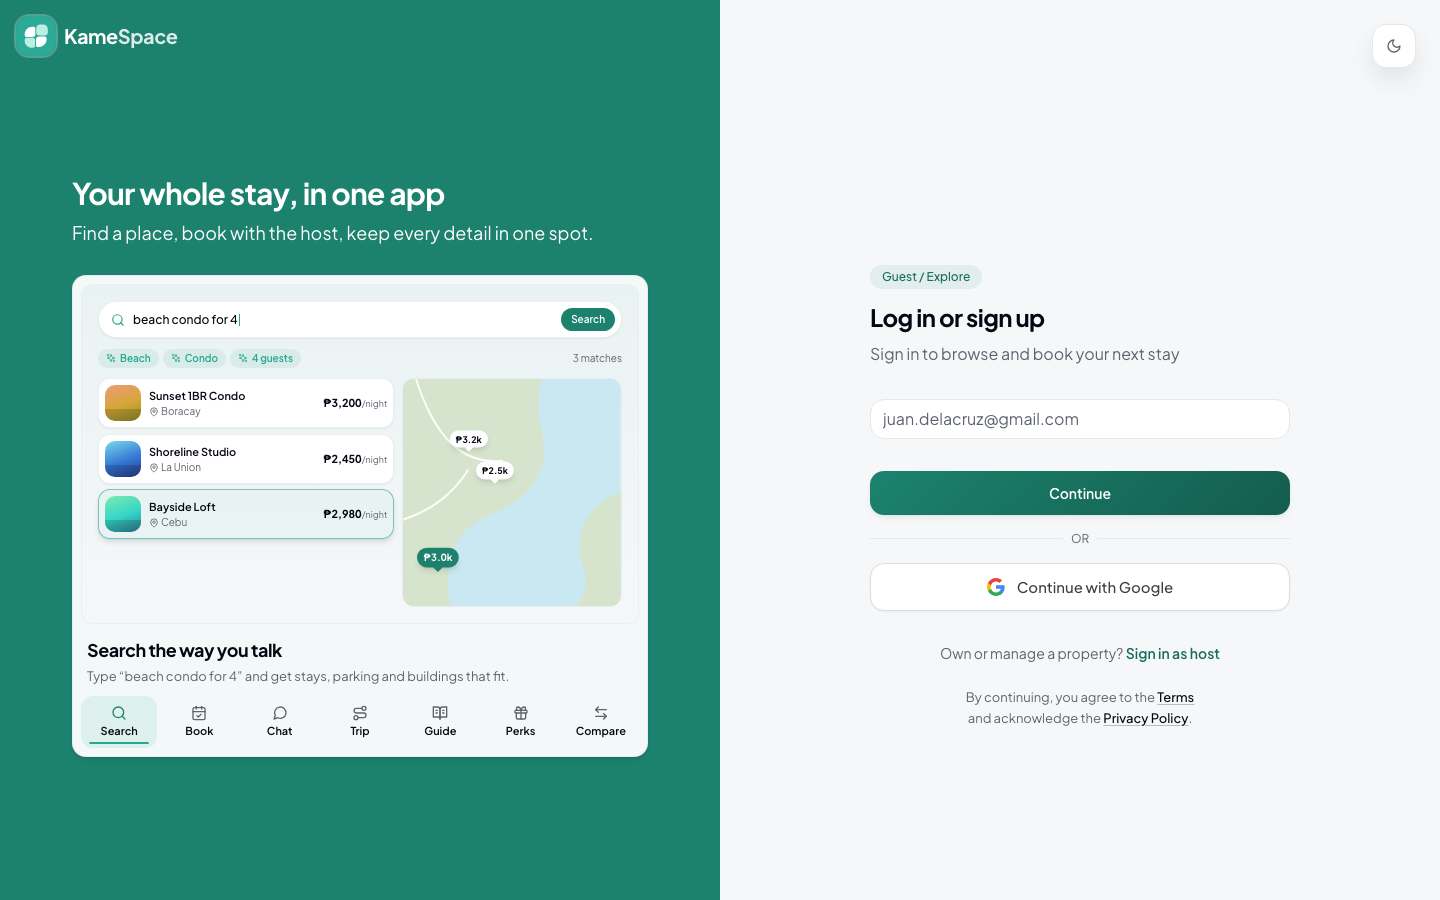 KameSpace
Your whole stay, in one app
Find a place, book with the host, keep every detail in one spot.
beach condo for 4
Search
Beach
Condo
4 guests
3 matches
Sunset 1BR Condo
Boracay
₱3,200/night
Shoreline Studio
La Union
₱2,450/night
Bayside Loft
Cebu
₱2,980/night
₱3.2k
₱2.5k
₱3.0k
Search the way you talk
Type “beach condo for 4” and get stays, parking and buildings that fit.
Search
Book
Chat
Trip
Guide
Perks
Compare
Guest / Explore
Log in or sign up
Sign in to browse and book your next stay
juan.delacruz@gmail.com
Continue
OR
Continue with Google
Own or manage a property? Sign in as host
By continuing, you agree to the Terms
and acknowledge the Privacy Policy.